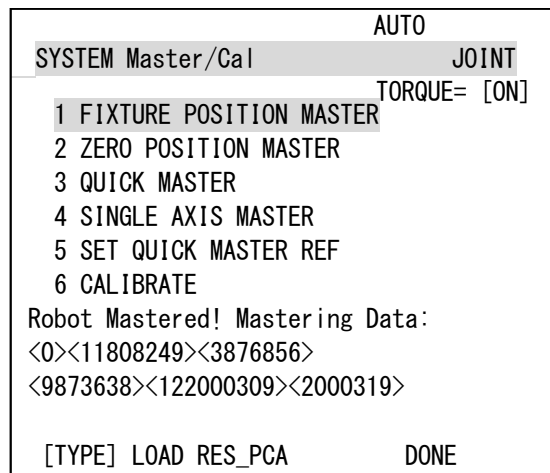 AUTO
SYSTEM Master/Cal JOINT
TORQUE= [ON]
1 FIXTURE POSITION MASTER
2 ZERO POSITION MASTER
3 QUICK MASTER
4 SINGLE AXIS MASTER
5 SET QUICK MASTER REF
6 CALIBRATE
Robot Mastered! Mastering Data:
<0><11808249><3876856>
<9873638><122000309><2000319>
[TYPE] LOAD RES_PCA DONE